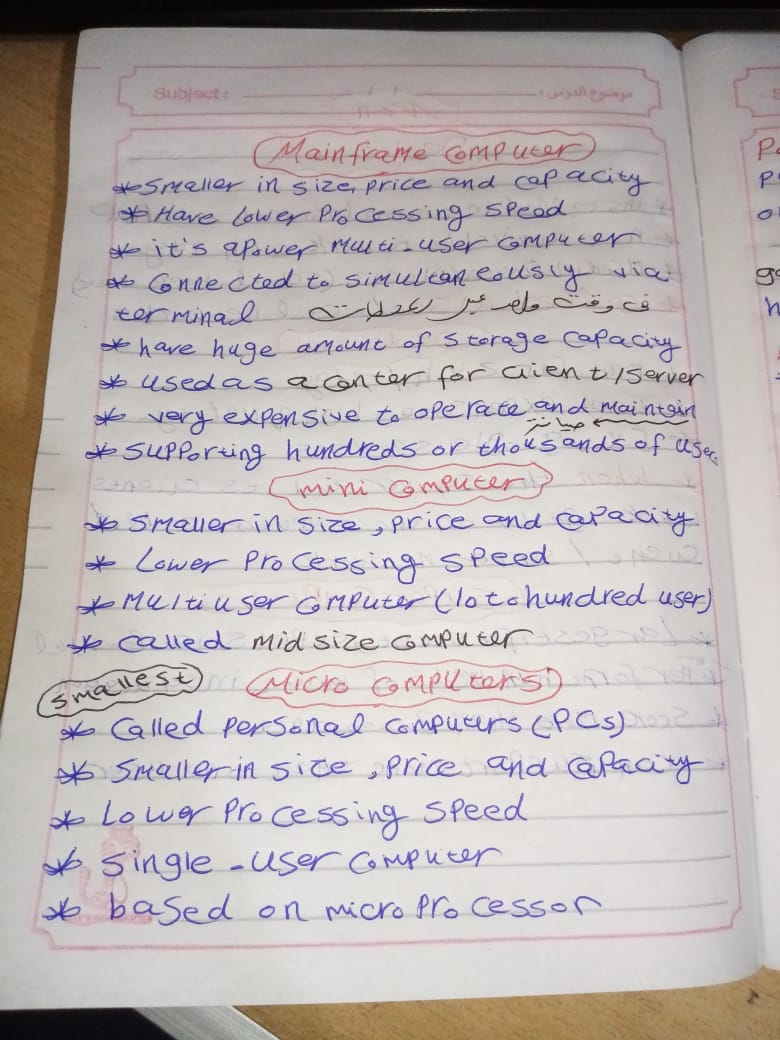 Subject:
موضوع الدرس:
Mainframe Computer
* Smaller in size, price and capacity
* Have lower Processing speed
* it's apower Multi-user computer
* Connected to simultaneously via
terminal في وقت واحد عبر
* have huge amount of storage capacity
* used as a center for client/server
* very expensive to operate and maintain
صيانة
* Supporting hundreds or thousands of user
mini Computer
* Smaller in size, price and capacity
* Lower Processing speed
* Multiuser computer (10 to hundred user)
* Called mid size computer
smallest
Micro Computers
* Called Personal Computers (PCs)
* Smaller in size, price and capacity
* Lower Processing speed
* Single-user computer
* based on micro Processor